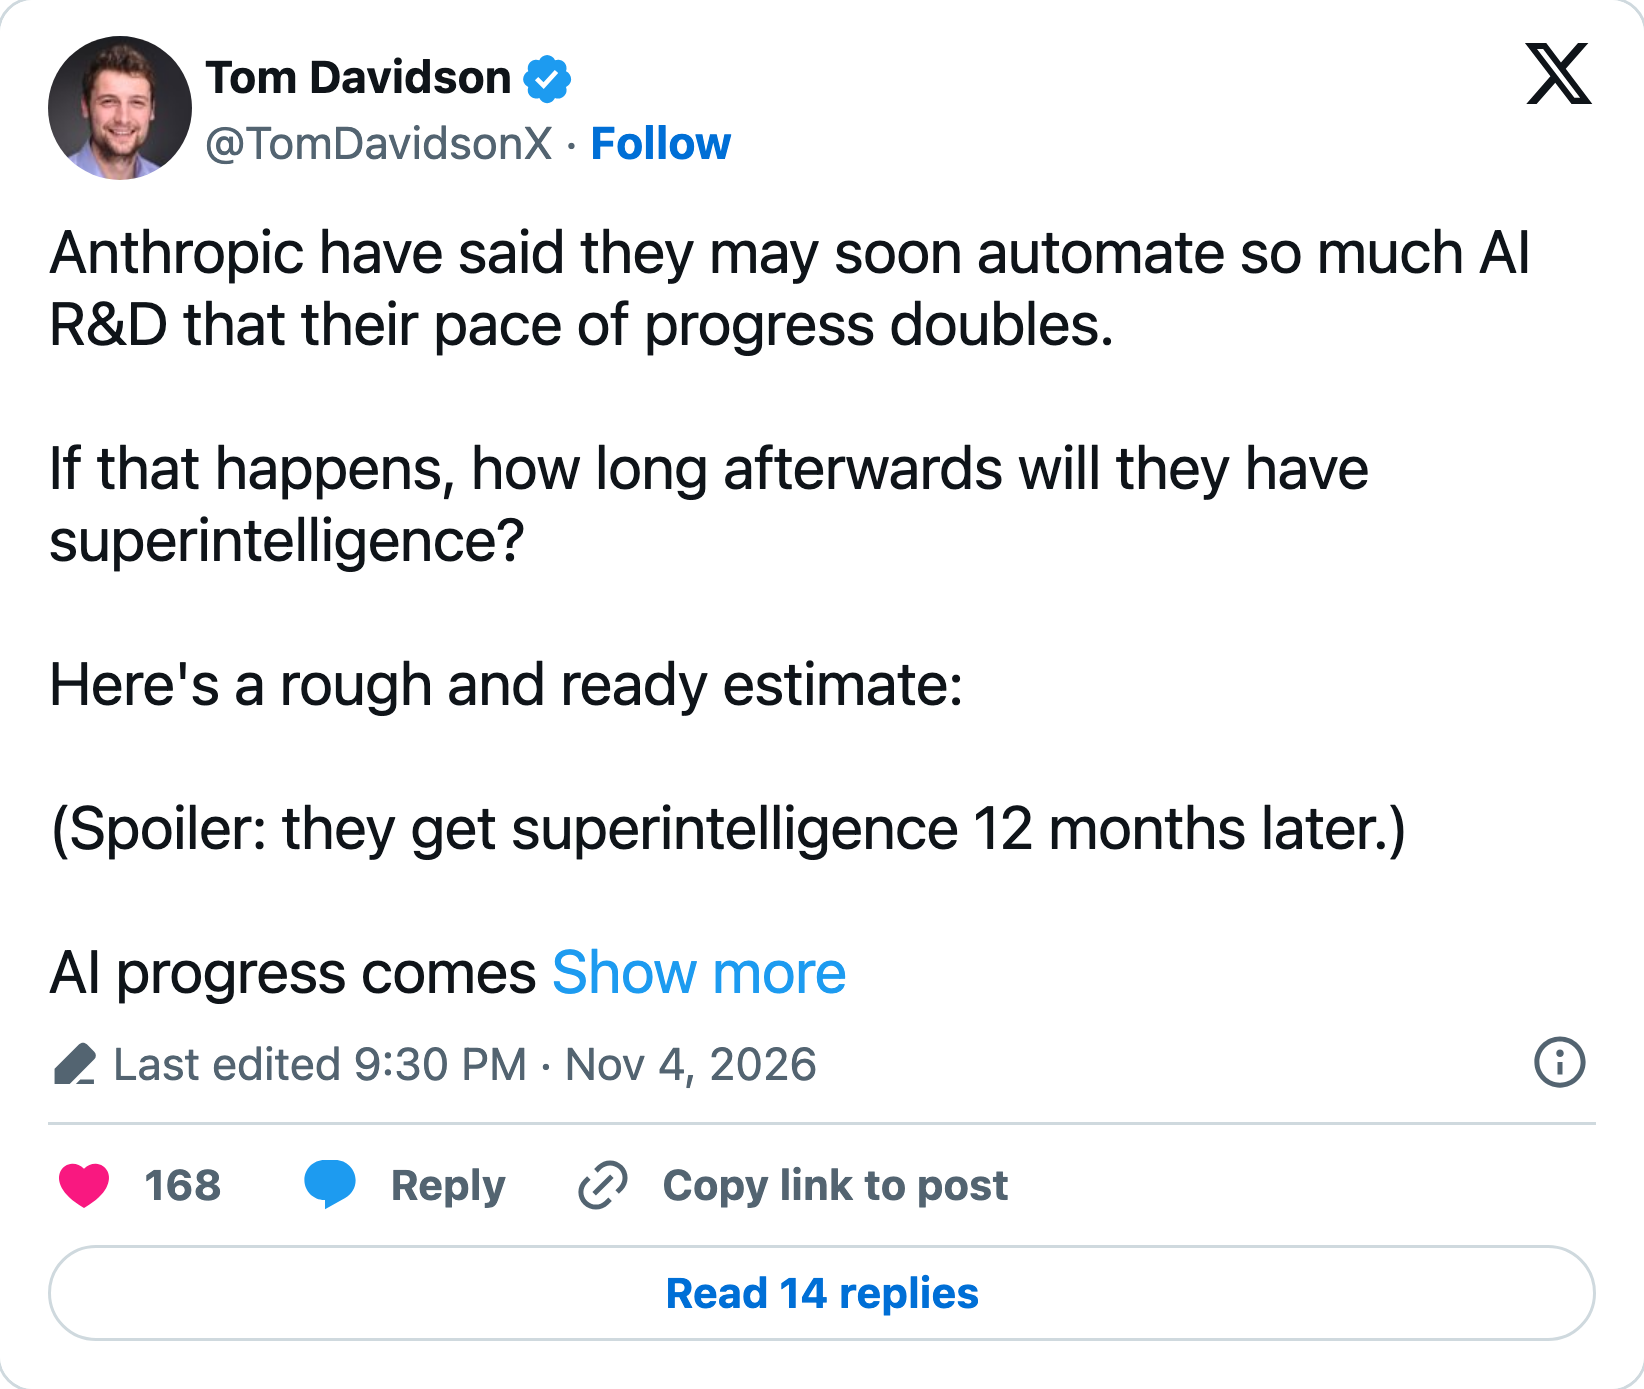 Tom Davidson
@TomDavidsonX · Follow
Anthropic have said they may soon automate so much AI
R&D that their pace of progress doubles.
If that happens, how long afterwards will they have
superintelligence?
Here's a rough and ready estimate:
(Spoiler: they get superintelligence 12 months later.)
AI progress comes Show more
Last edited 9:30 PM · Nov 4, 2026
168 Reply Copy link to post
Read 14 replies